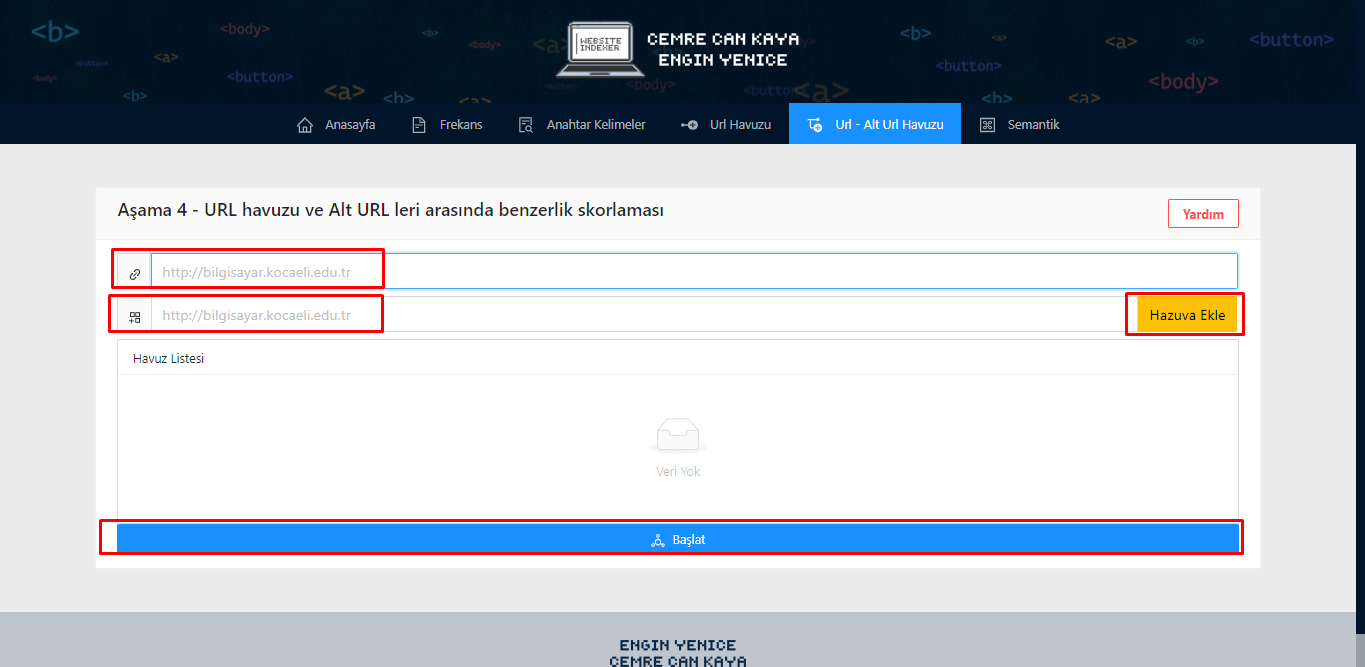 <b>
<body>
<b>
<body>
<a>
<b>
<a>
<a>
<b>
<button>
<button>
<a>
<button>
<body>
<button>
<body>
<b>
<a>
<b>
<a>
<body>
<button>
<a>
<b>
<a>
WEBSITE
INDEXER
CEMRE CAN KAYA
ENGIN YENICE
Anasayfa Frekans Anahtar Kelimeler Url Havuzu Url - Alt Url Havuzu Semantik
Aşama 4 - URL havuzu ve Alt URL leri arasında benzerlik skorlaması
Yardım
http://bilgisayar.kocaeli.edu.tr
http://bilgisayar.kocaeli.edu.tr
Hazuva Ekle
Havuz Listesi
Veri Yok
Başlat
ENGIN YENICE
CEMRE CAN KAYA